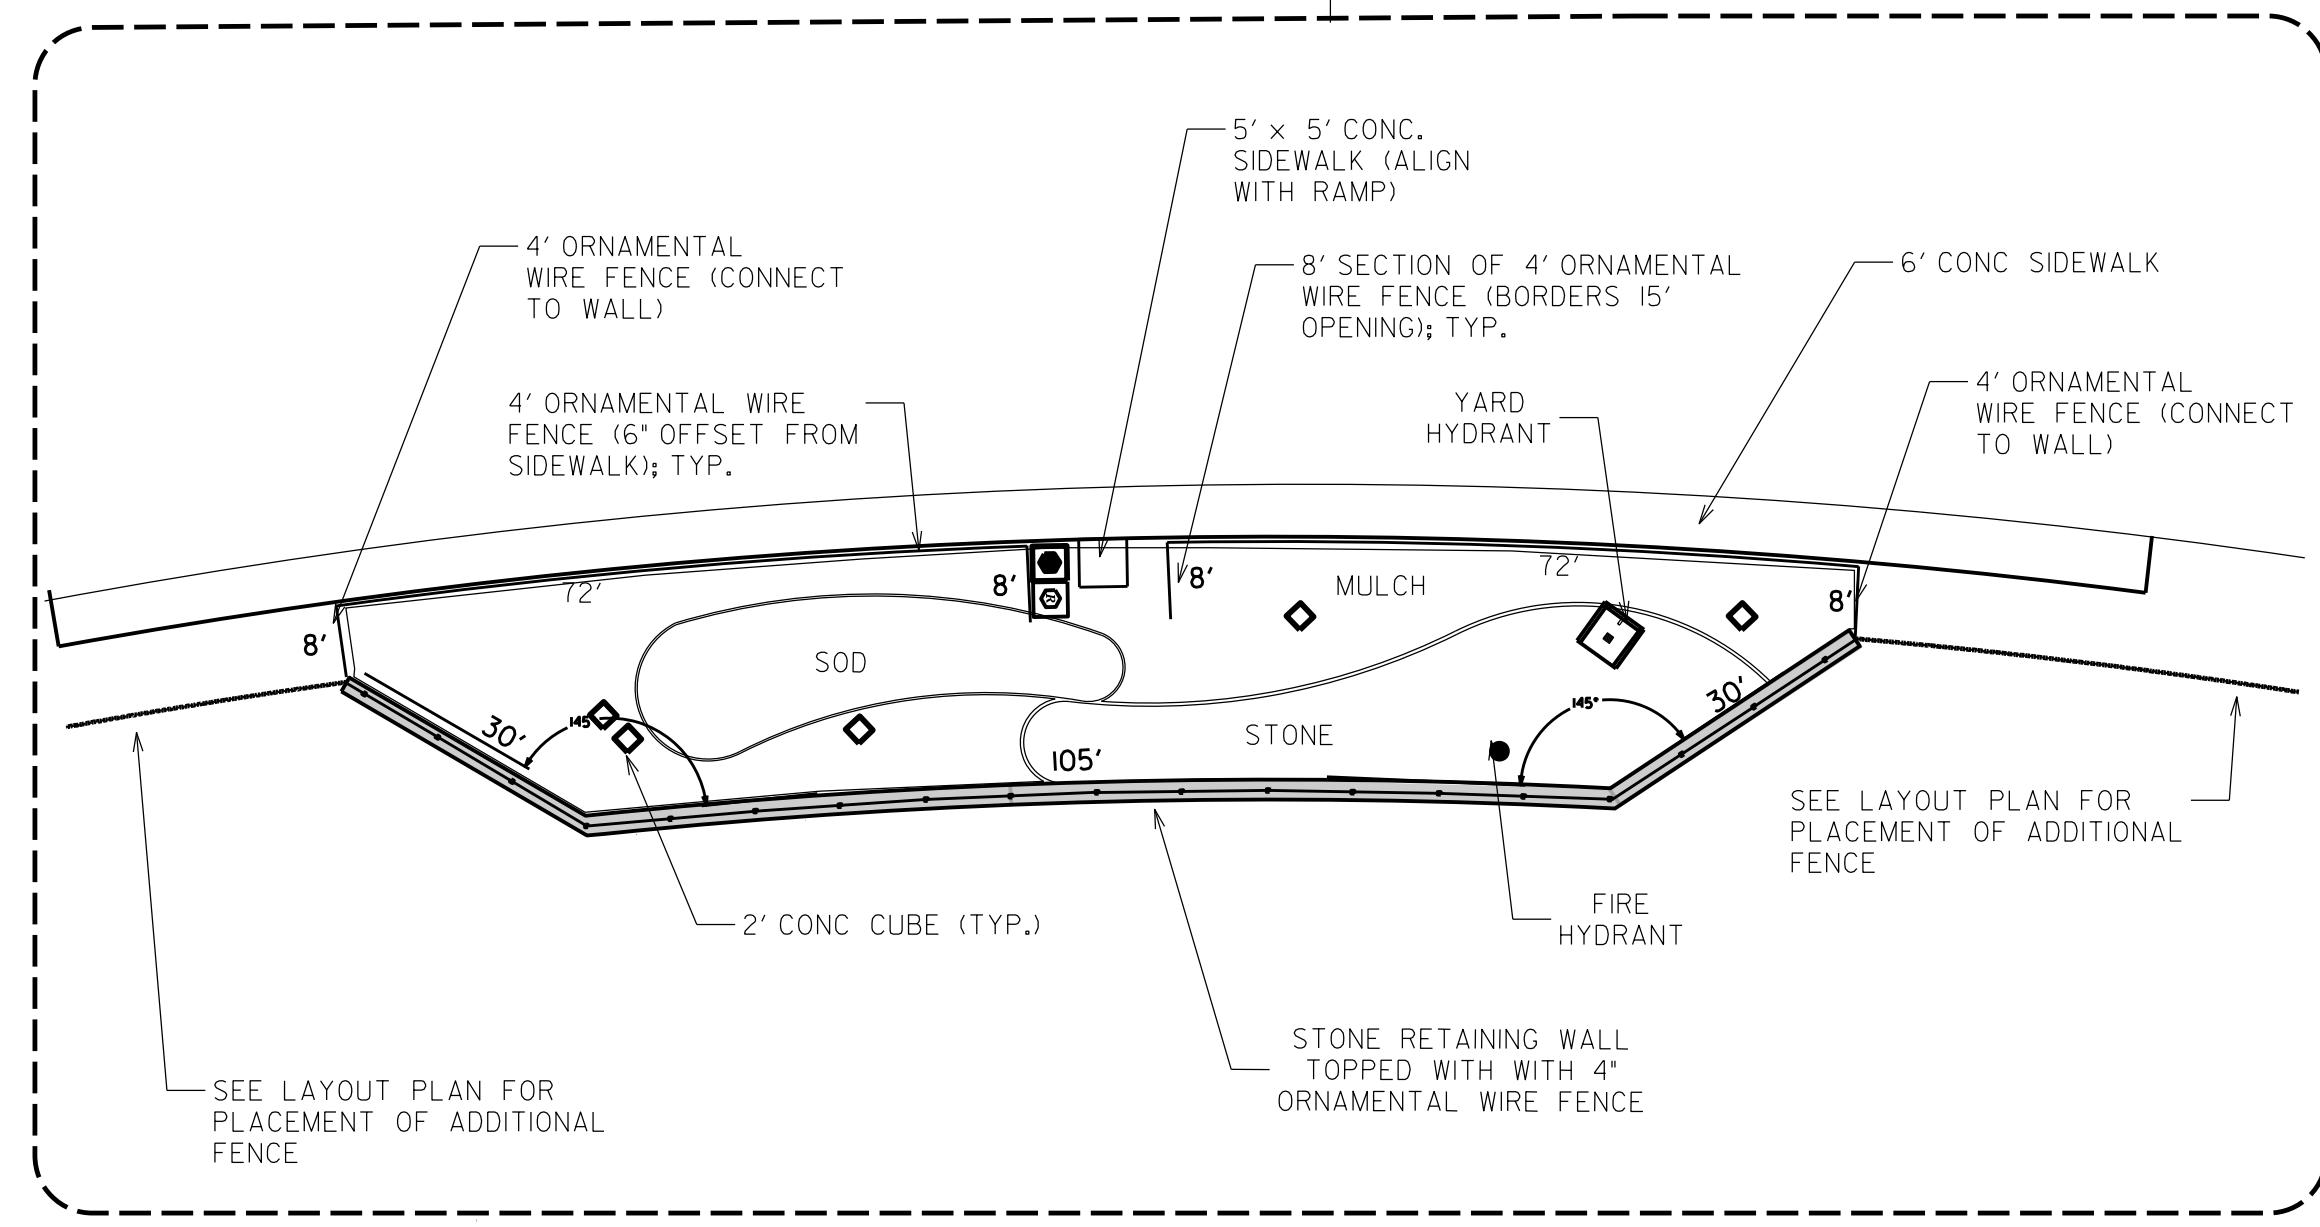 5' x 5' CONC.
SIDEWALK (ALIGN
WITH RAMP)
4' ORNAMENTAL
WIRE FENCE (CONNECT
TO WALL)
8' SECTION OF 4' ORNAMENTAL
WIRE FENCE (BORDERS 15'
OPENING); TYP.
6' CONC SIDEWALK
4' ORNAMENTAL WIRE
FENCE (6" OFFSET FROM
SIDEWALK); TYP.
YARD
HYDRANT
4' ORNAMENTAL
WIRE FENCE (CONNECT
TO WALL)
72'
8'
R
8'
MULCH
72'
8'
8'
SOD
30'
145°
105'
STONE
145°
30'
SEE LAYOUT PLAN FOR
PLACEMENT OF ADDITIONAL
FENCE
2' CONC CUBE (TYP.)
FIRE
HYDRANT
STONE RETAINING WALL
TOPPED WITH WITH 4"
ORNAMENTAL WIRE FENCE
SEE LAYOUT PLAN FOR
PLACEMENT OF ADDITIONAL
FENCE